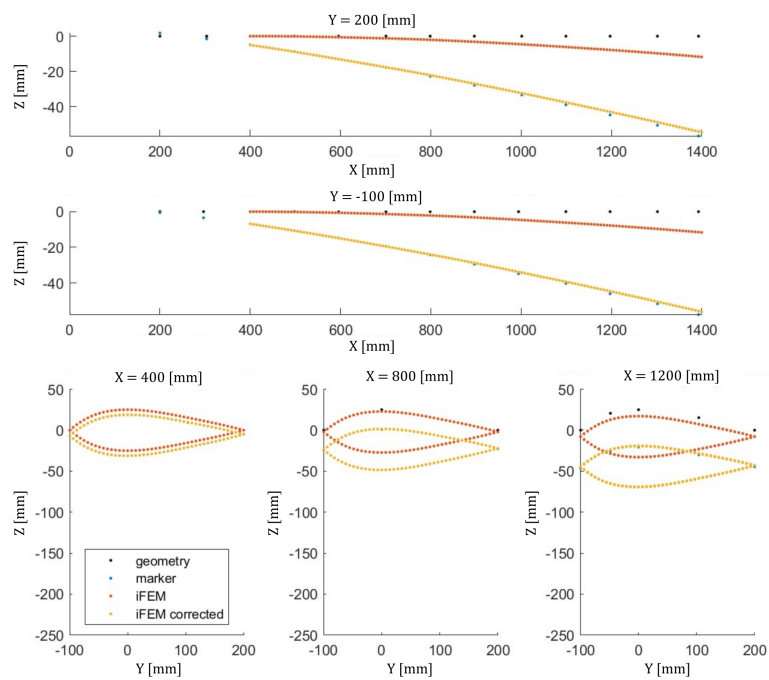 Y = 200 [mm]
0
-20
-40
Z [mm]
0 200 400 600 800 1000 1200 1400
X [mm]
Y = -100 [mm]
0
-20
-40
Z [mm]
0 200 400 600 800 1000 1200 1400
X [mm]
X = 400 [mm]
50
0
-50
-100
-150
-200
-250
Z [mm]
geometry
marker
iFEM
iFEM corrected
-100 0 100 200
Y [mm]
X = 800 [mm]
50
0
-50
-100
-150
-200
-250
Z [mm]
-100 0 100 200
Y [mm]
X = 1200 [mm]
50
0
-50
-100
-150
-200
-250
Z [mm]
-100 0 100 200
Y [mm]